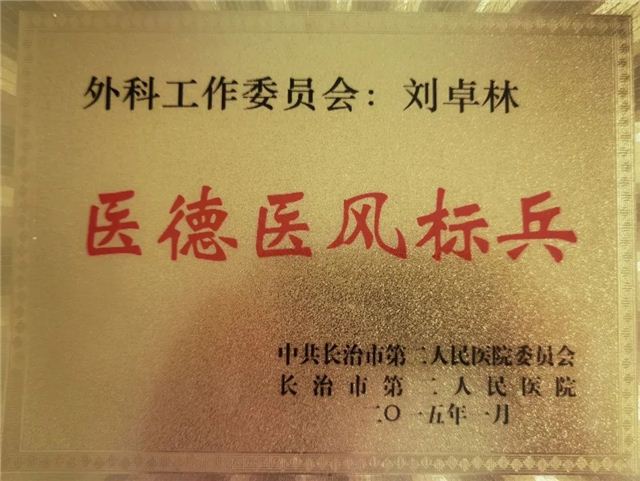 外科工作委员会：刘卓林
医德医风标兵
中共长治市第二人民医院委员会
长治市第二人民医院
二〇一五年一月